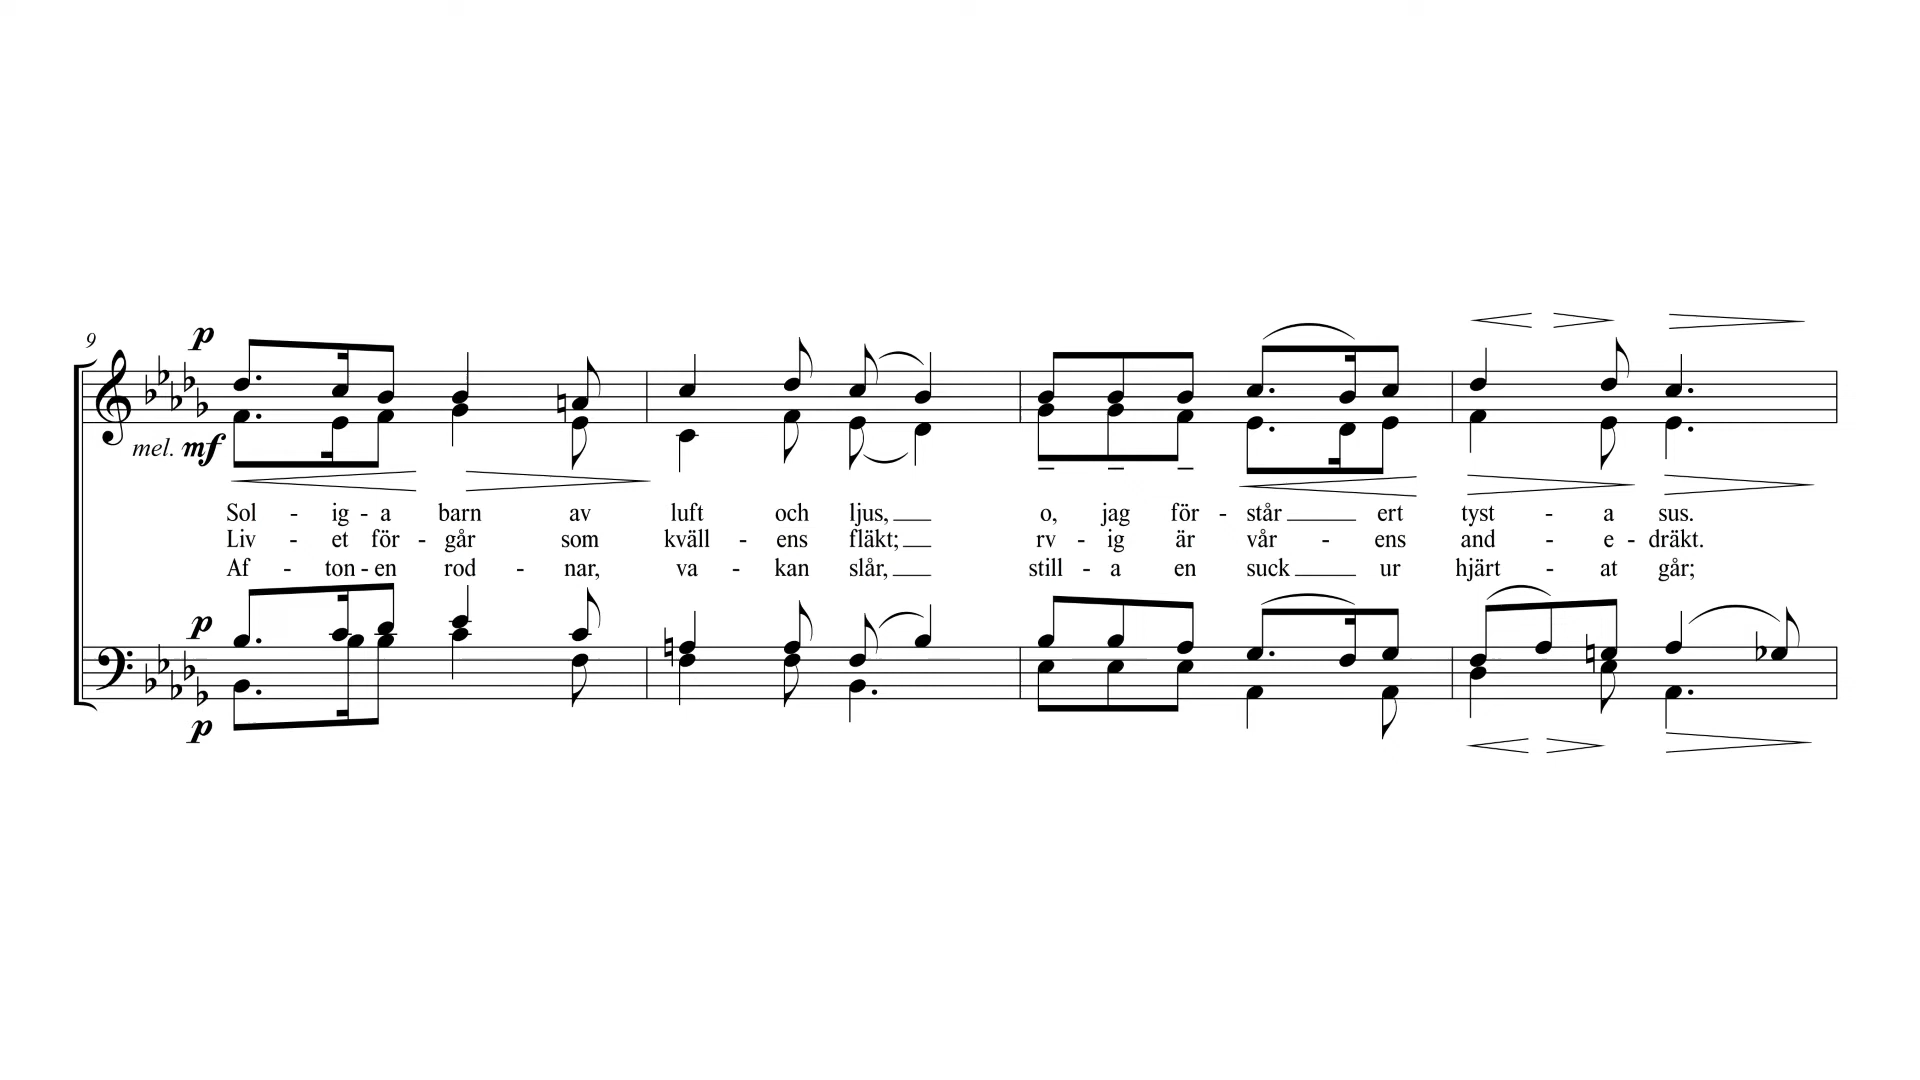 9
p
mel. mf
Sol - ig - a barn av luft och ljus, o, jag för - står ert tyst - a sus.
Liv - et för - går som kväll - ens fläkt; rv - ig är vår - ens and - e - dräkt.
Af - ton - en rod - nar, va - kan slår, still - a en suck ur hjärt - at går;
p
p